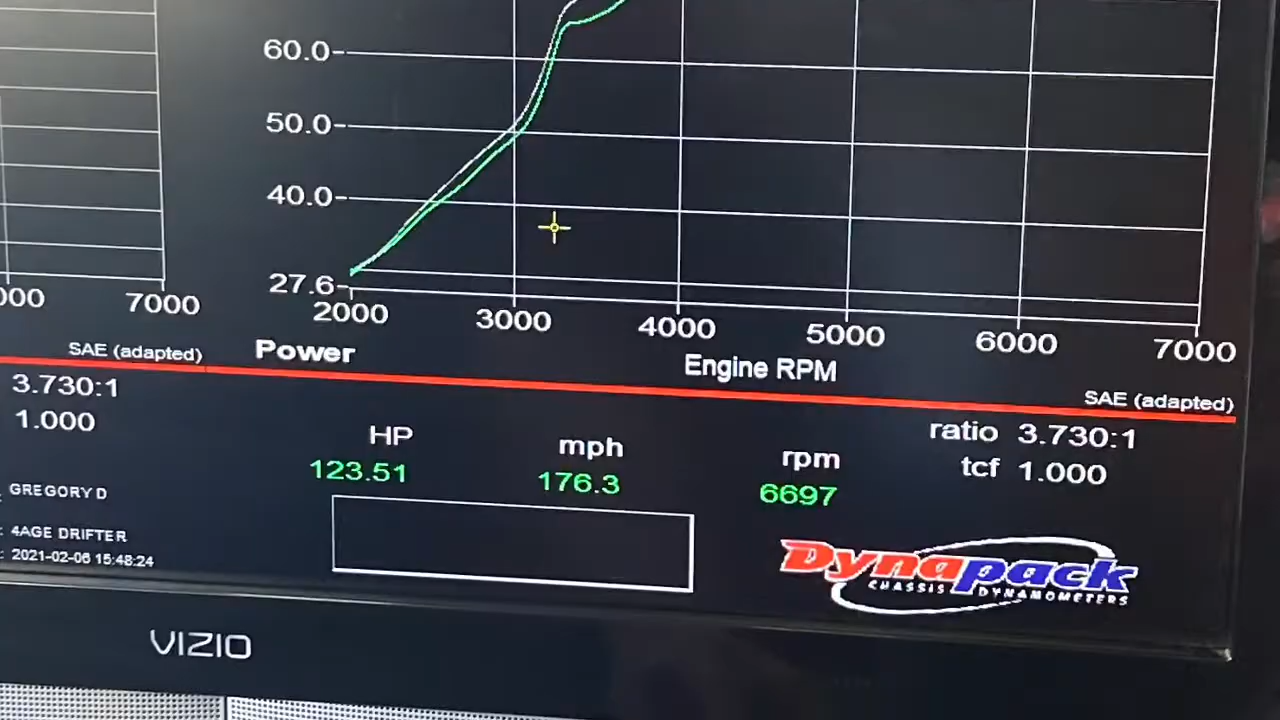 60.0
50.0
40.0
27.6
000 7000
2000 3000 4000 5000 6000 7000
SAE (adapted)
Power
Engine RPM
SAE (adapted)
3.730:1
1.000
HP mph rpm
123.51 176.3 6697
ratio 3.730:1
tcf 1.000
GREGORY D
: 4AGE DRIFTER
: 2021-02-06 15:48:24
Dynapack
CHASSIS DYNAMOMETERS
VIZIO